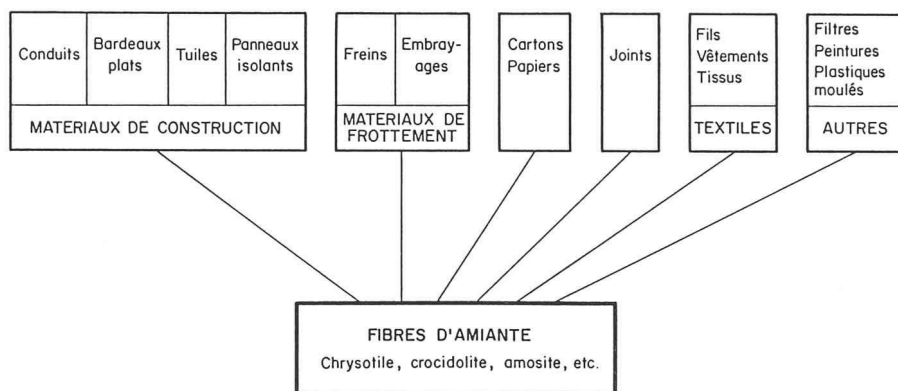 Conduits
Bardeaux
plats
Tuiles
Panneaux
isolants
MATERIAUX DE CONSTRUCTION
Freins
Embray-
ages
MATERIAUX DE
FROTTEMENT
Cartons
Papiers
Joints
Fils
Vêtements
Tissus
TEXTILES
Filtres
Peintures
Plastiques
moulés
AUTRES
FIBRES D'AMIANTE
Chrysotile, crocidolite, amosite, etc.